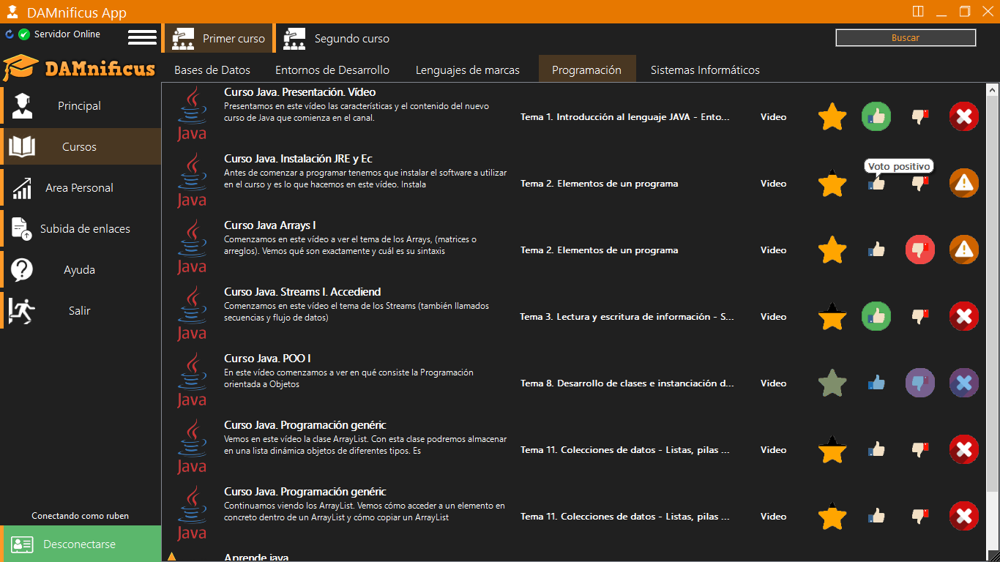 DAMnificus App
Servidor Online
Primer curso
Segundo curso
Buscar
DAMnificus
Bases de Datos
Entornos de Desarrollo
Lenguajes de marcas
Programación
Sistemas Informáticos
Principal
Cursos
Area Personal
Subida de enlaces
Ayuda
Salir
Conectando como ruben
Desconectarse
Java
Curso Java. Presentación. Vídeo
Presentamos en este vídeo las características y el contenido del nuevo
curso de Java que comienza en el canal.
Tema 1. Introducción al lenguaje JAVA - Ento...
Video
Java
Curso Java. Instalación JRE y Ec
Antes de comenzar a programar tenemos que instalar el software a utilizar
en el curso y es lo que hacemos en este vídeo. Instala
Tema 2. Elementos de un programa
Video
Voto positivo
Java
Curso Java Arrays I
Comenzamos en este vídeo a ver el tema de los Arrays, (matrices o
arreglos). Vemos qué son exactamente y cuál es su sintaxis
Tema 2. Elementos de un programa
Video
Java
Curso Java. Streams I. Accediend
Comenzamos en este vídeo el tema de los Streams (también llamados
secuencias y flujo de datos)
Tema 3. Lectura y escritura de información - S...
Video
Java
Curso Java. POO I
En este vídeo comenzamos a ver en qué consiste la Programación
orientada a Objetos
Tema 8. Desarrollo de clases e instanciación d...
Video
Java
Curso Java. Programación genéric
Vemos en este vídeo la clase ArrayList. Con esta clase podremos almacenar
en una lista dinámica objetos de diferentes tipos. Es
Tema 11. Colecciones de datos - Listas, pilas ...
Video
Java
Curso Java. Programación genéric
Continuamos viendo los ArrayList. Vemos cómo acceder a un elemento en
concreto dentro de un ArrayList y cómo copiar un ArrayList
Tema 11. Colecciones de datos - Listas, pilas ...
Video
Aprende java